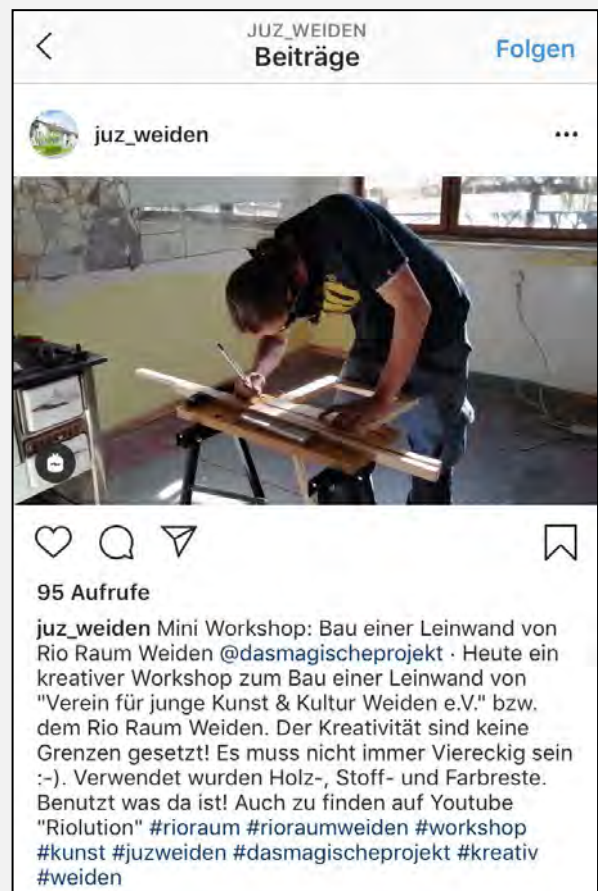 JUZ_WEIDEN
Beiträge
Folgen
juz_weiden
95 Aufrufe
juz_weiden Mini Workshop: Bau einer Leinwand von
Rio Raum Weiden @dasmagischeprojekt · Heute ein
kreativer Workshop zum Bau einer Leinwand von
"Verein für junge Kunst & Kultur Weiden e.V." bzw.
dem Rio Raum Weiden. Der Kreativität sind keine
Grenzen gesetzt! Es muss nicht immer Viereckig sein
:-). Verwendet wurden Holz-, Stoff- und Farbreste.
Benutzt was da ist! Auch zu finden auf Youtube
"Riolution" #rioraum #rioraumweiden #workshop
#kunst #juzweiden #dasmagischeprojekt #kreativ
#weiden